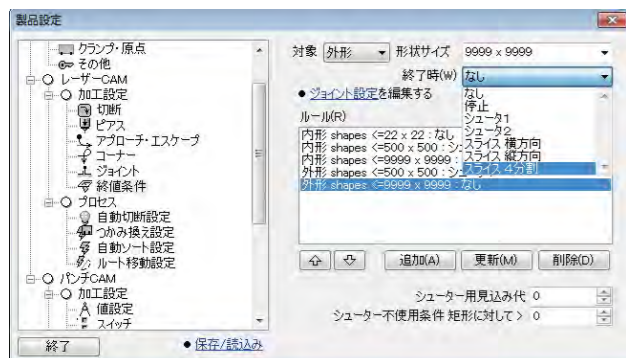 製品設定
クランプ・原点
その他
レーザーCAM
加工設定
切断
ピアス
アプローチ・エスケープ
コーナー
ジョイント
終値条件
プロセス
自動切断設定
つかみ換え設定
自動ソート設定
ルート移動設定
パンチCAM
加工設定
値設定
スイッチ
終了
● 保存/読込み
対象 外形 形状サイズ 9999 x 9999
終了時(W) なし
● ジョイント設定を編集する
なし
停止
シュータ1
シュータ2
スライス 横方向
スライス 縦方向
スライス 4分割
ルール(R)
内形 shapes <=22 x 22 : なし
内形 shapes <=500 x 500 : シ
内形 shapes <=9999 x 9999 :
外形 shapes <=500 x 500 : シ
外形 shapes <=9999 x 9999 : なし
追加(A) 更新(M) 削除(D)
シューター用見込み代 0
シューター不使用条件 矩形に対して> 0